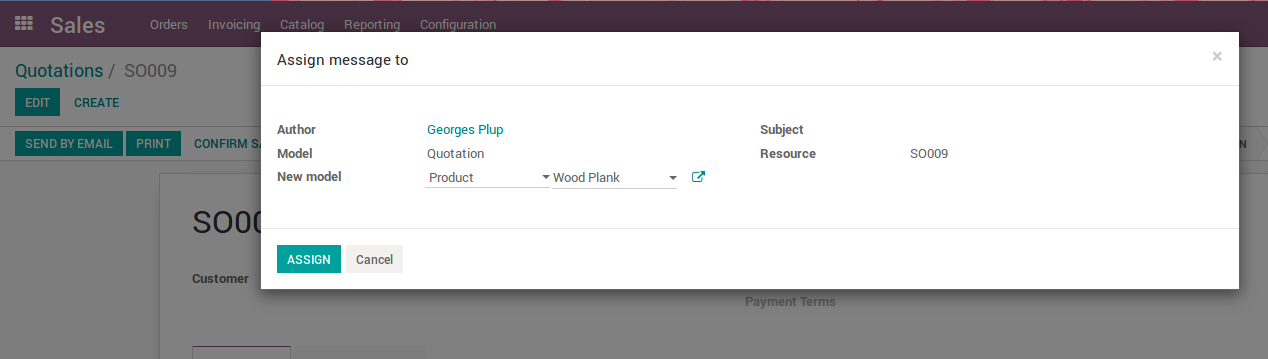 Sales Orders Invoicing Catalog Reporting Configuration
Assign message to ×
Quotations / SO009
EDIT CREATE
Author Georges Plup Subject
Model Quotation Resource SO009
New model Product Wood Plank
SEND BY EMAIL PRINT CONFIRM SA
SO00
ASSIGN Cancel
Customer
Payment Terms